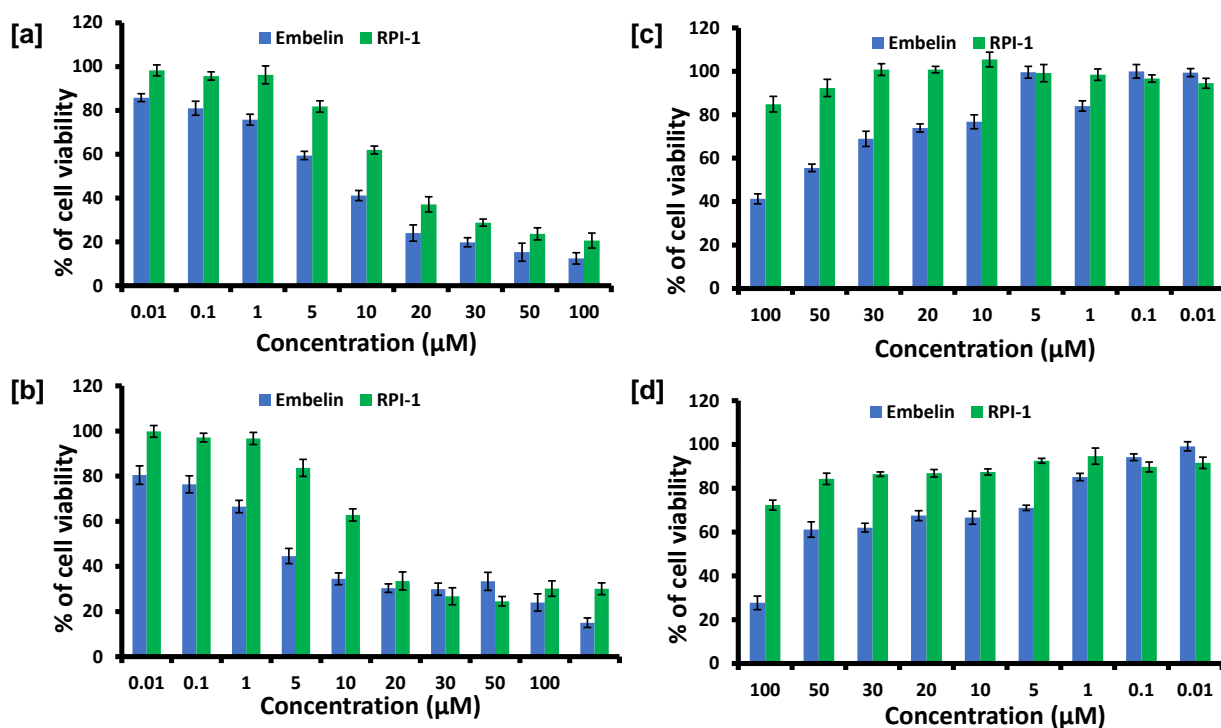 [a]
% of cell viability
Embelin RPI-1
120
100
80
60
40
20
0
0.01 0.1 1 5 10 20 30 50 100
Concentration (µM)
[c]
% of cell viability
Embelin RPI-1
120
100
80
60
40
20
0
100 50 30 20 10 5 1 0.1 0.01
Concentration (µM)
[b]
% of cell viability
Embelin RPI-1
120
100
80
60
40
20
0
0.01 0.1 1 5 10 20 30 50 100
Concentration (µM)
[d]
% of cell viability
Embelin RPI-1
120
100
80
60
40
20
0
100 50 30 20 10 5 1 0.1 0.01
Concentration (µM)